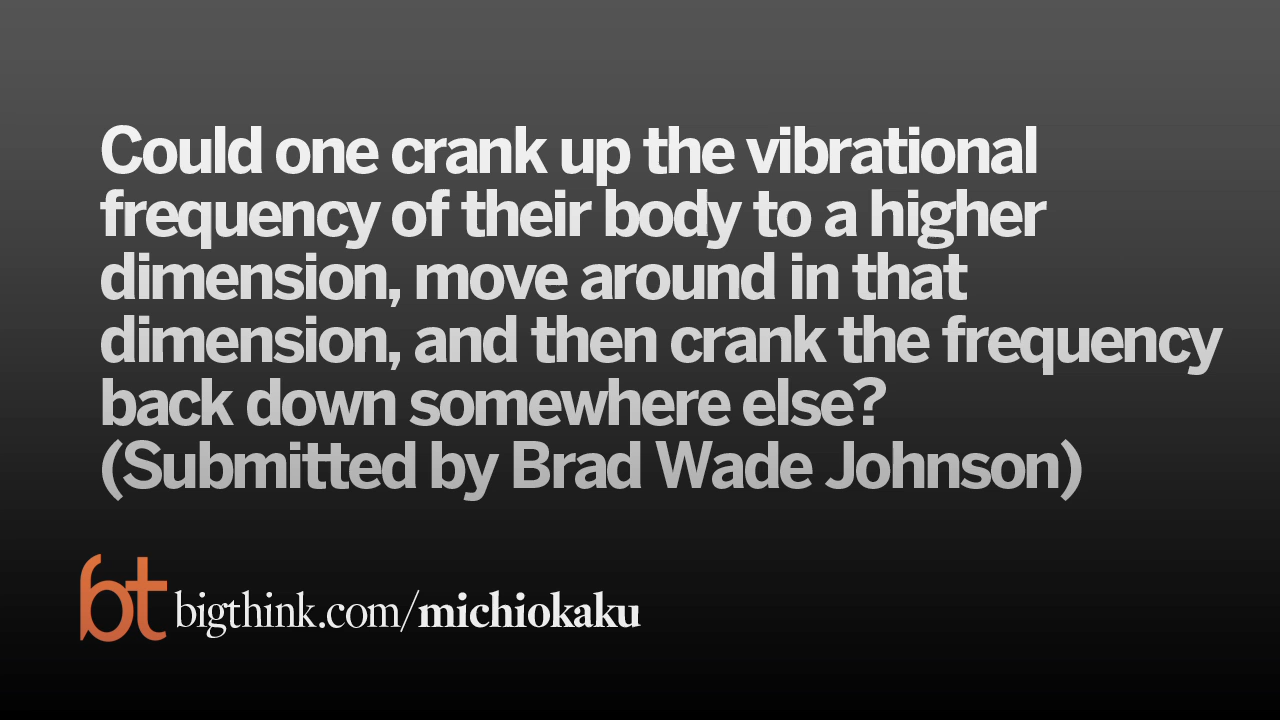 Could one crank up the vibrational
frequency of their body to a higher
dimension, move around in that
dimension, and then crank the frequency
back down somewhere else?
(Submitted by Brad Wade Johnson)
bt bigthink.com/michiokaku